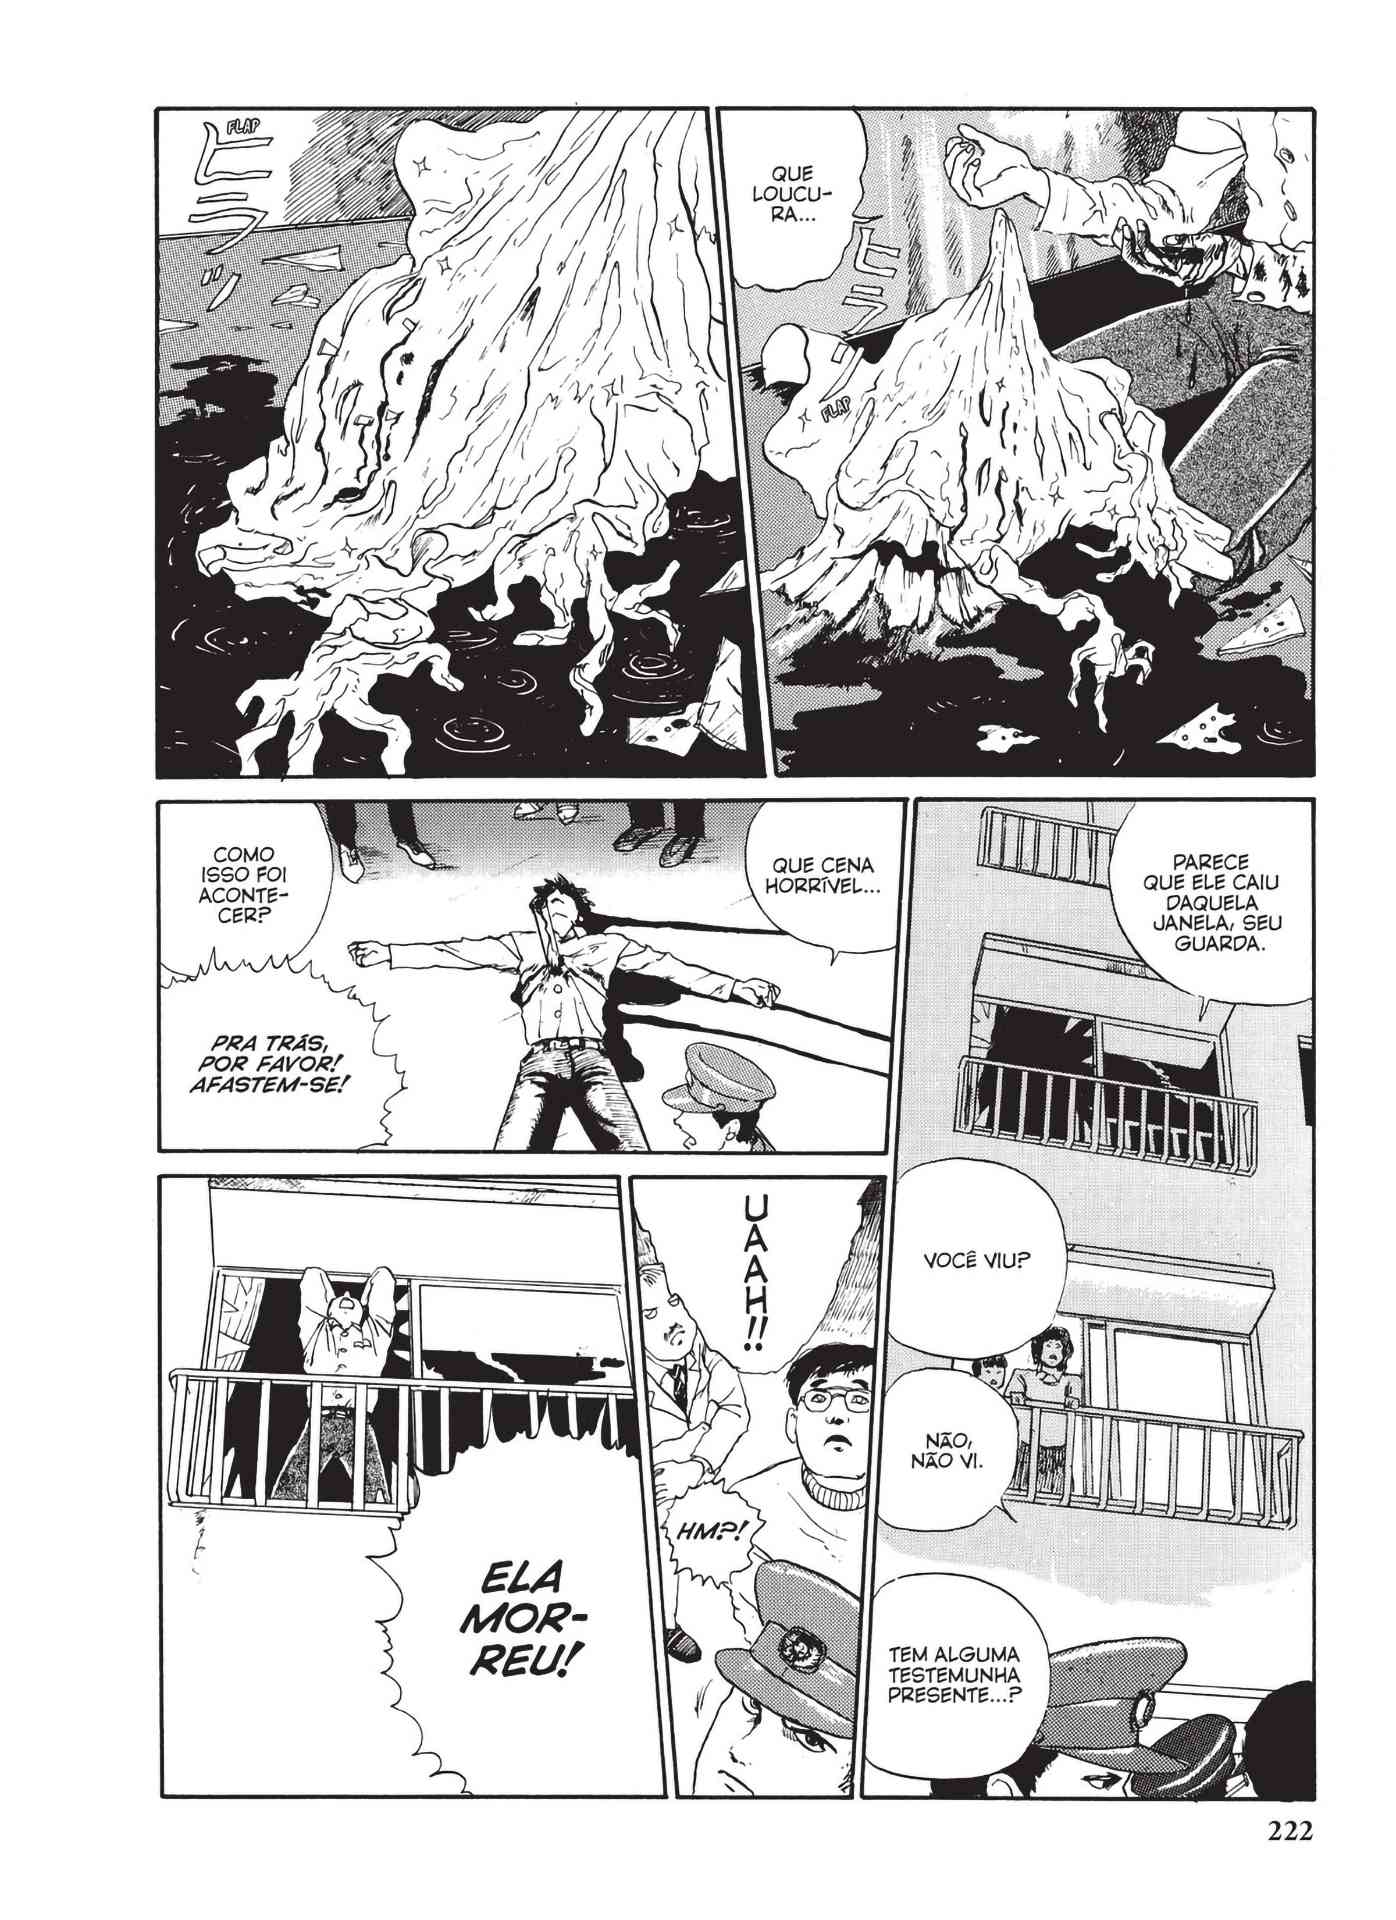 QUE
LOUCU-
RA...
ヒラッ
FLAP
FLAP
ヒラッ
PARECE
QUE ELE CAIU
DAQUELA
JANELA, SEU
GUARDA.
VOCÊ VIU?
NÃO,
NÃO VI.
TEM ALGUMA
TESTEMUNHA
PRESENTE...?
QUE CENA
HORRÍVEL...
COMO
ISSO FOI
ACONTE-
CER?
PRA TRÁS,
POR FAVOR!
AFASTEM-SE!
UAAH!!
HM?!
ELA
MOR-
REU!
222